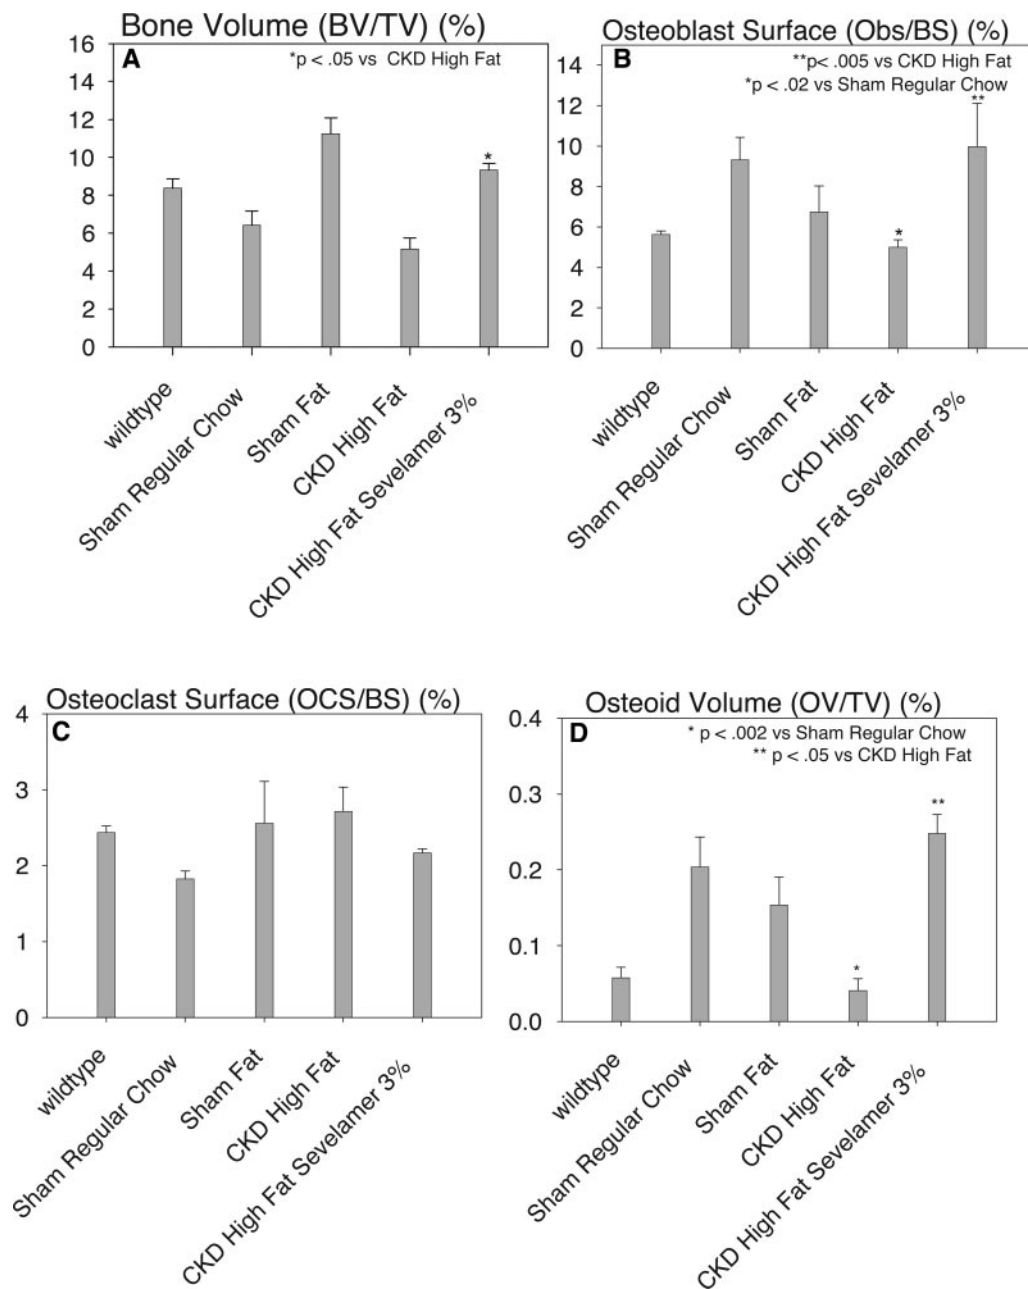 Bone Volume (BV/TV) (%)
A
*p < .05 vs CKD High Fat
16
14
12
10
8
6
4
2
0
*
wildtype
Sham Regular Chow
Sham Fat
CKD High Fat
CKD High Fat Sevelamer 3%
Osteoblast Surface (Obs/BS) (%)
B
**p< .005 vs CKD High Fat
*p < .02 vs Sham Regular Chow
14
12
10
8
6
4
2
0
*
**
wildtype
Sham Regular Chow
Sham Fat
CKD High Fat
CKD High Fat Sevelamer 3%
Osteoclast Surface (OCS/BS) (%)
C
4
3
2
1
0
wildtype
Sham Regular Chow
Sham Fat
CKD High Fat
CKD High Fat Sevelamer 3%
Osteoid Volume (OV/TV) (%)
D
* p < .002 vs Sham Regular Chow
** p < .05 vs CKD High Fat
0.4
0.3
0.2
0.1
0.0
*
**
wildtype
Sham Regular Chow
Sham Fat
CKD High Fat
CKD High Fat Sevelamer 3%